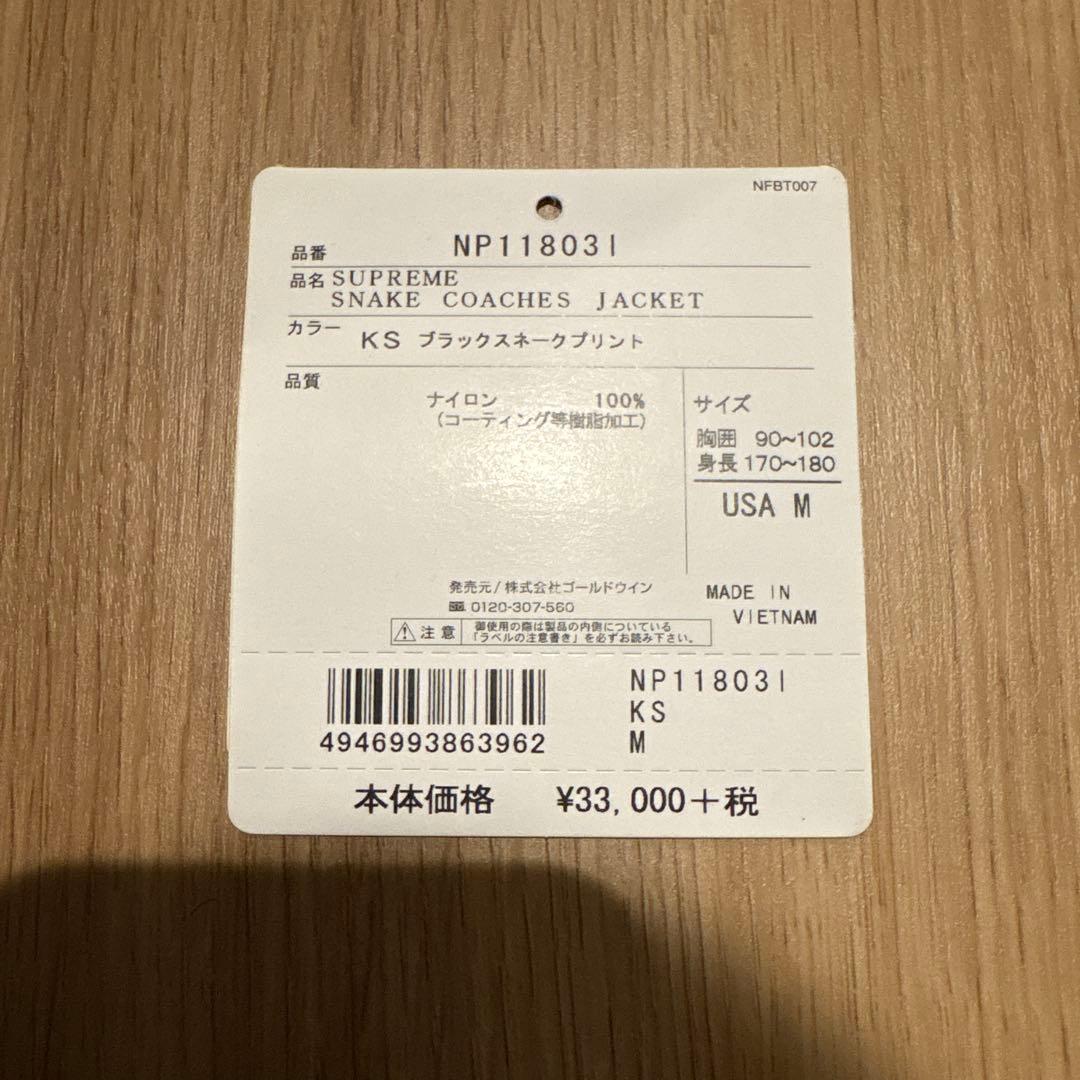 NFBT007
品番 NP11803I
品名 SUPREME
SNAKE COACHES JACKET
カラー KS ブラックスネークプリント
品質
ナイロン 100%
(コーティング等樹脂加工)
サイズ
胸囲 90~102
身長 170~180
USA M
発売元/株式会社ゴールドウイン
0120-307-560
MADE IN
VIETNAM
注意
御使用の際は製品の内側についている
「ラベルの注意書き」を必ずお読み下さい。
4946993863962
NP11803I
KS
M
本体価格 ¥33,000+税